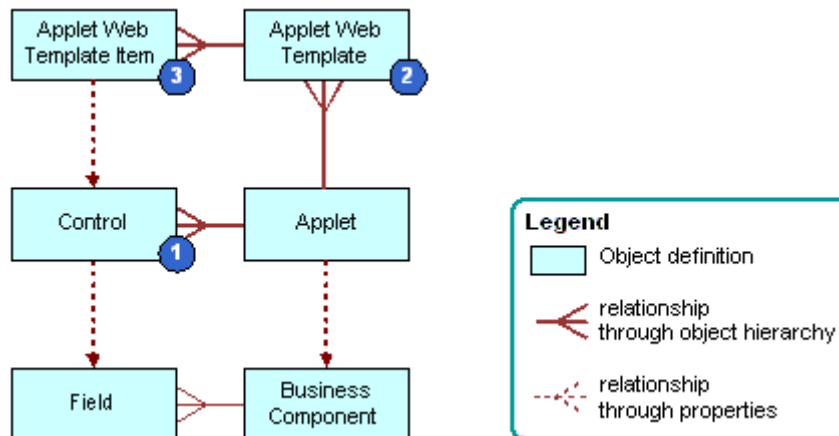 Applet Web
Template Item
3
Applet Web
Template
2
Control
1
Applet
Field
Business
Component
Legend
Object definition
relationship
through object hierarchy
relationship
through properties